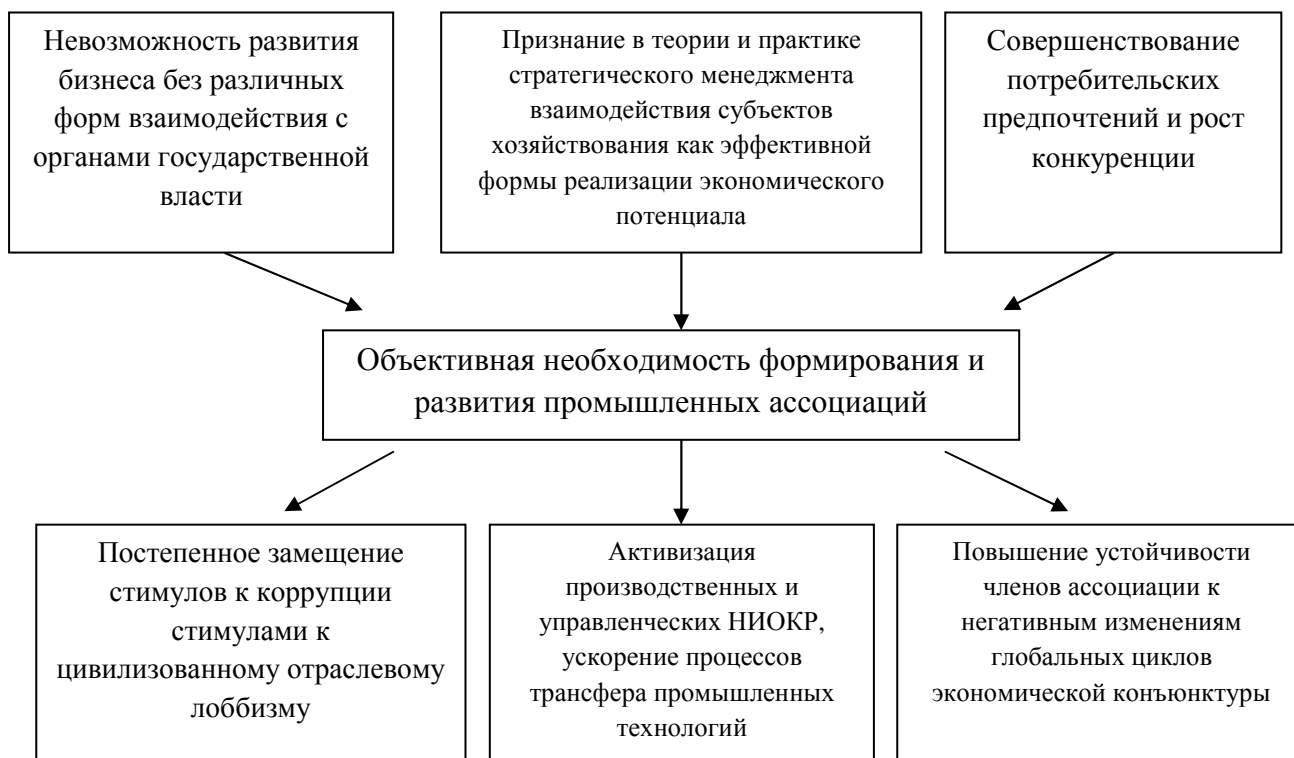 Невозможность развития
бизнеса без различных
форм взаимодействия с
органами государственной
власти
Признание в теории и практике
стратегического менеджмента
взаимодействия субъектов
хозяйствования как эффективной
формы реализации экономического
потенциала
Совершенствование
потребительских
предпочтений и рост
конкуренции
Объективная необходимость формирования и
развития промышленных ассоциаций
Постепенное замещение
стимулов к коррупции
стимулами к
цивилизованному отраслевому
лоббизму
Активизация
производственных и
управленческих НИОКР,
ускорение процессов
трансфера промышленных
технологий
Повышение устойчивости
членов ассоциации к
негативным изменениям
глобальных циклов
экономической конъюнктуры